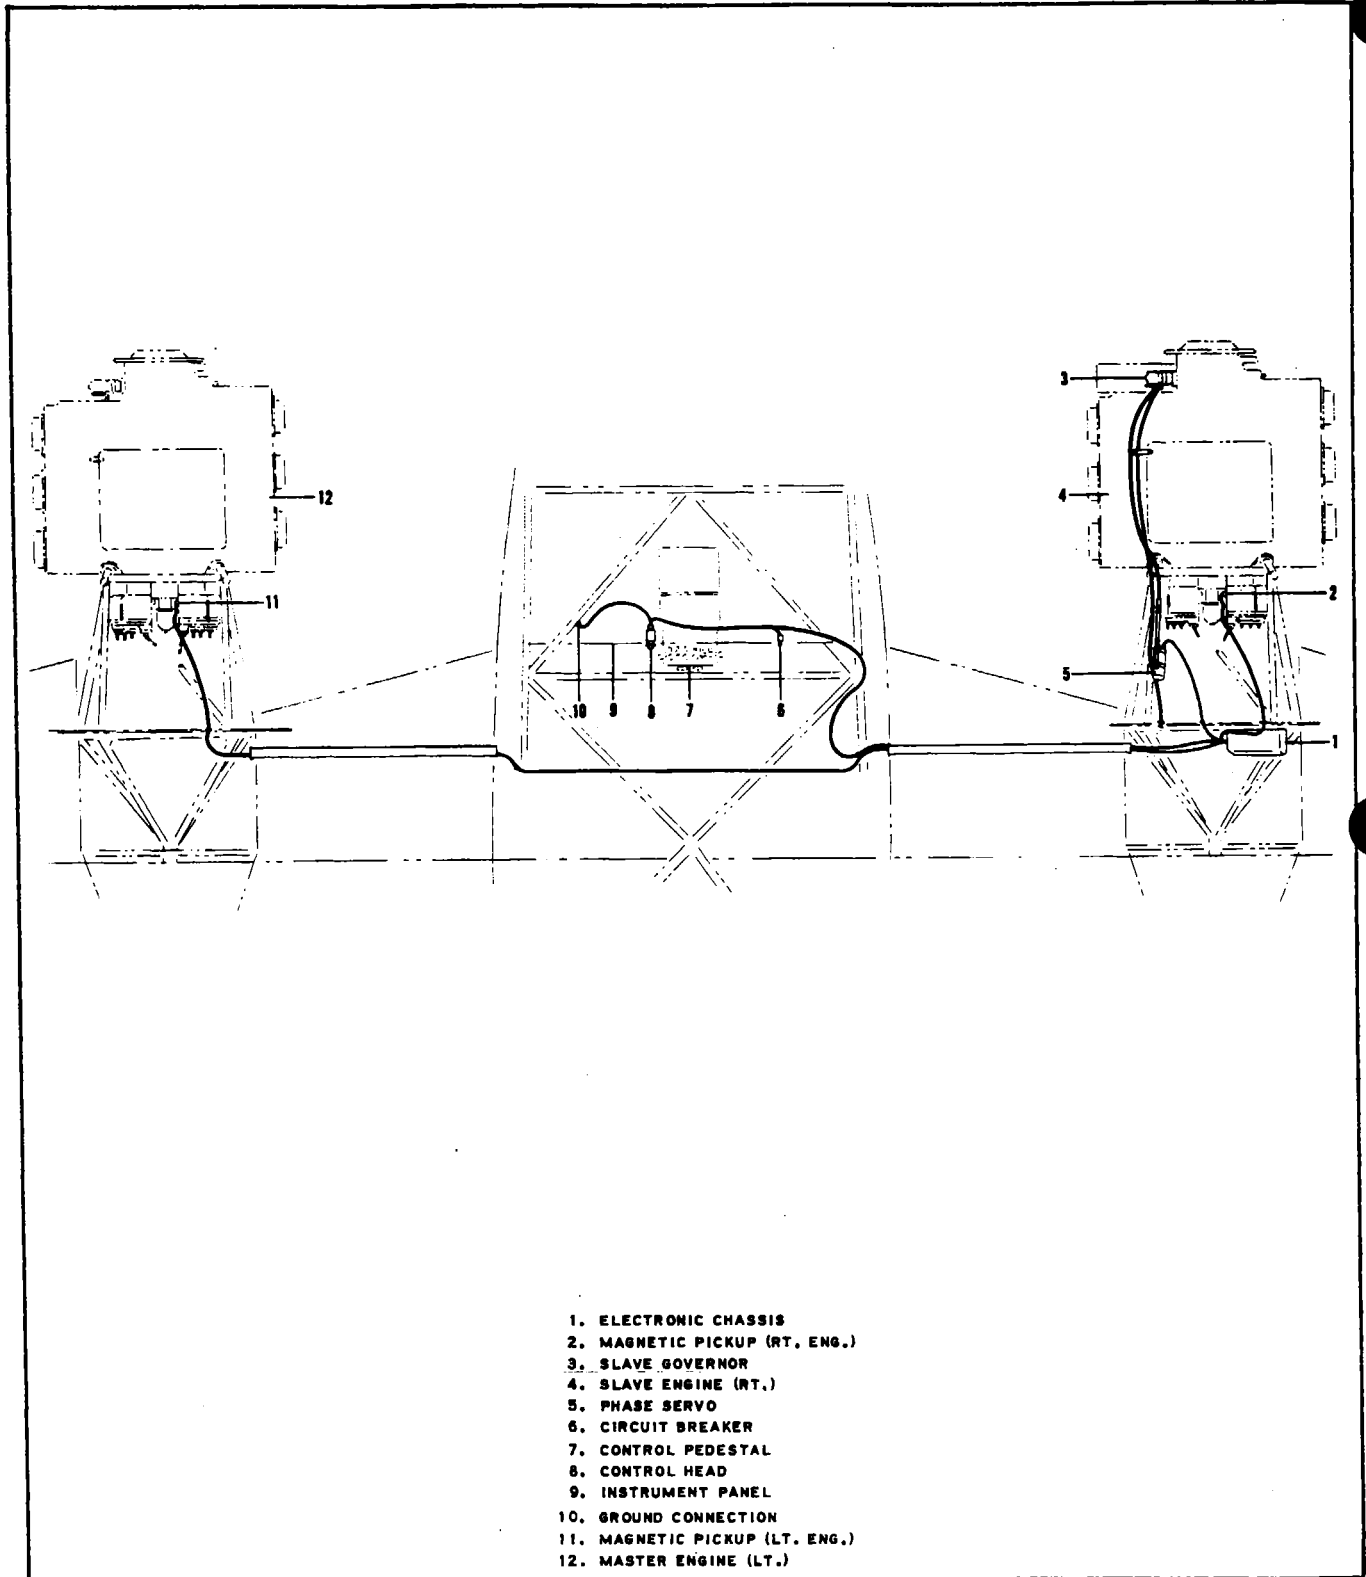 3
4
12
11
2
5
10 9 8 7 6
1
1. ELECTRONIC CHASSIS
2. MAGNETIC PICKUP (RT. ENG.)
3. SLAVE GOVERNOR
4. SLAVE ENGINE (RT.)
5. PHASE SERVO
6. CIRCUIT BREAKER
7. CONTROL PEDESTAL
8. CONTROL HEAD
9. INSTRUMENT PANEL
10. GROUND CONNECTION
11. MAGNETIC PICKUP (LT. ENG.)
12. MASTER ENGINE (LT.)